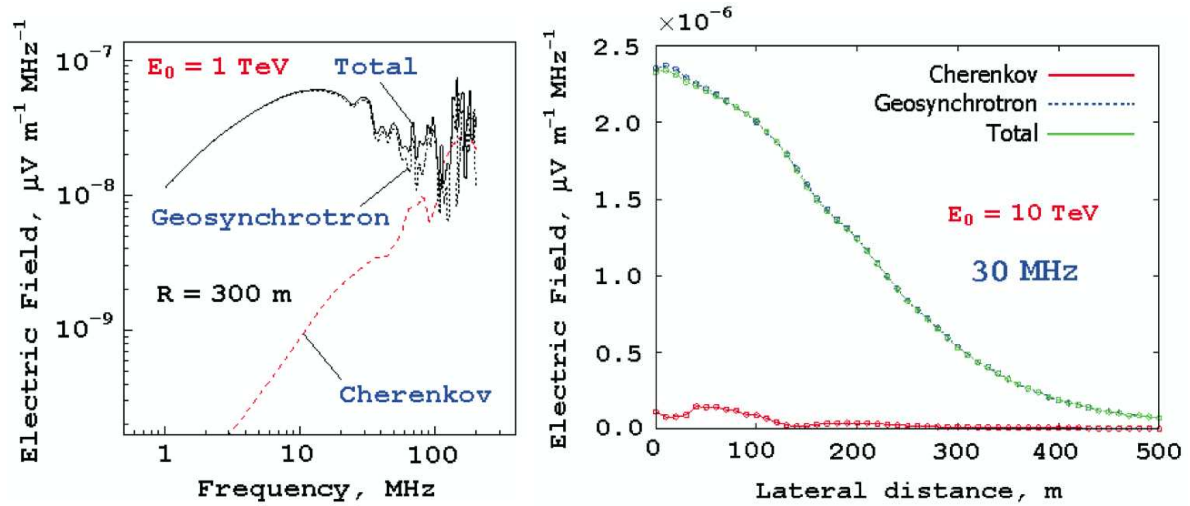 Electric Field, μV m⁻¹ MHz⁻¹
10⁻⁷
10⁻⁸
10⁻⁹
E₀ = 1 TeV
Total
Geosynchrotron
R = 300 m
Cherenkov
1
10
100
Frequency, MHz
×10⁻⁶
Electric Field, μV m⁻¹ MHz⁻¹
2.5
2.0
1.5
1.0
0.5
0.0
Cherenkov
Geosynchrotron
Total
E₀ = 10 TeV
30 MHz
0
100
200
300
400
500
Lateral distance, m